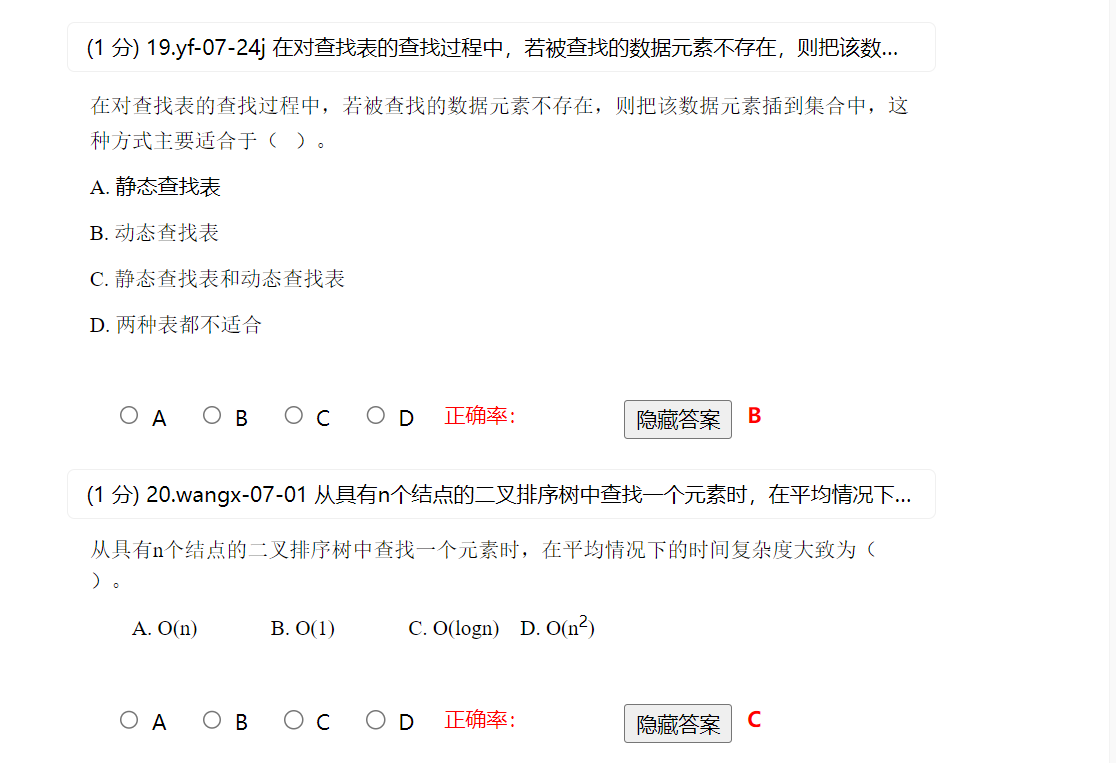 (1 分) 19.yf-07-24j 在对查找表的查找过程中，若被查找的数据元素不存在，则把该数...
在对查找表的查找过程中，若被查找的数据元素不存在，则把该数据元素插到集合中，这
种方式主要适合于（　）。
A. 静态查找表
B. 动态查找表
C. 静态查找表和动态查找表
D. 两种表都不适合
A B C D 正确率： 隐藏答案 B
(1 分) 20.wangx-07-01 从具有n个结点的二叉排序树中查找一个元素时，在平均情况下...
从具有n个结点的二叉排序树中查找一个元素时，在平均情况下的时间复杂度大致为（
）。
A. O(n) B. O(1) C. O(logn) D. O(n²)
A B C D 正确率： 隐藏答案 C